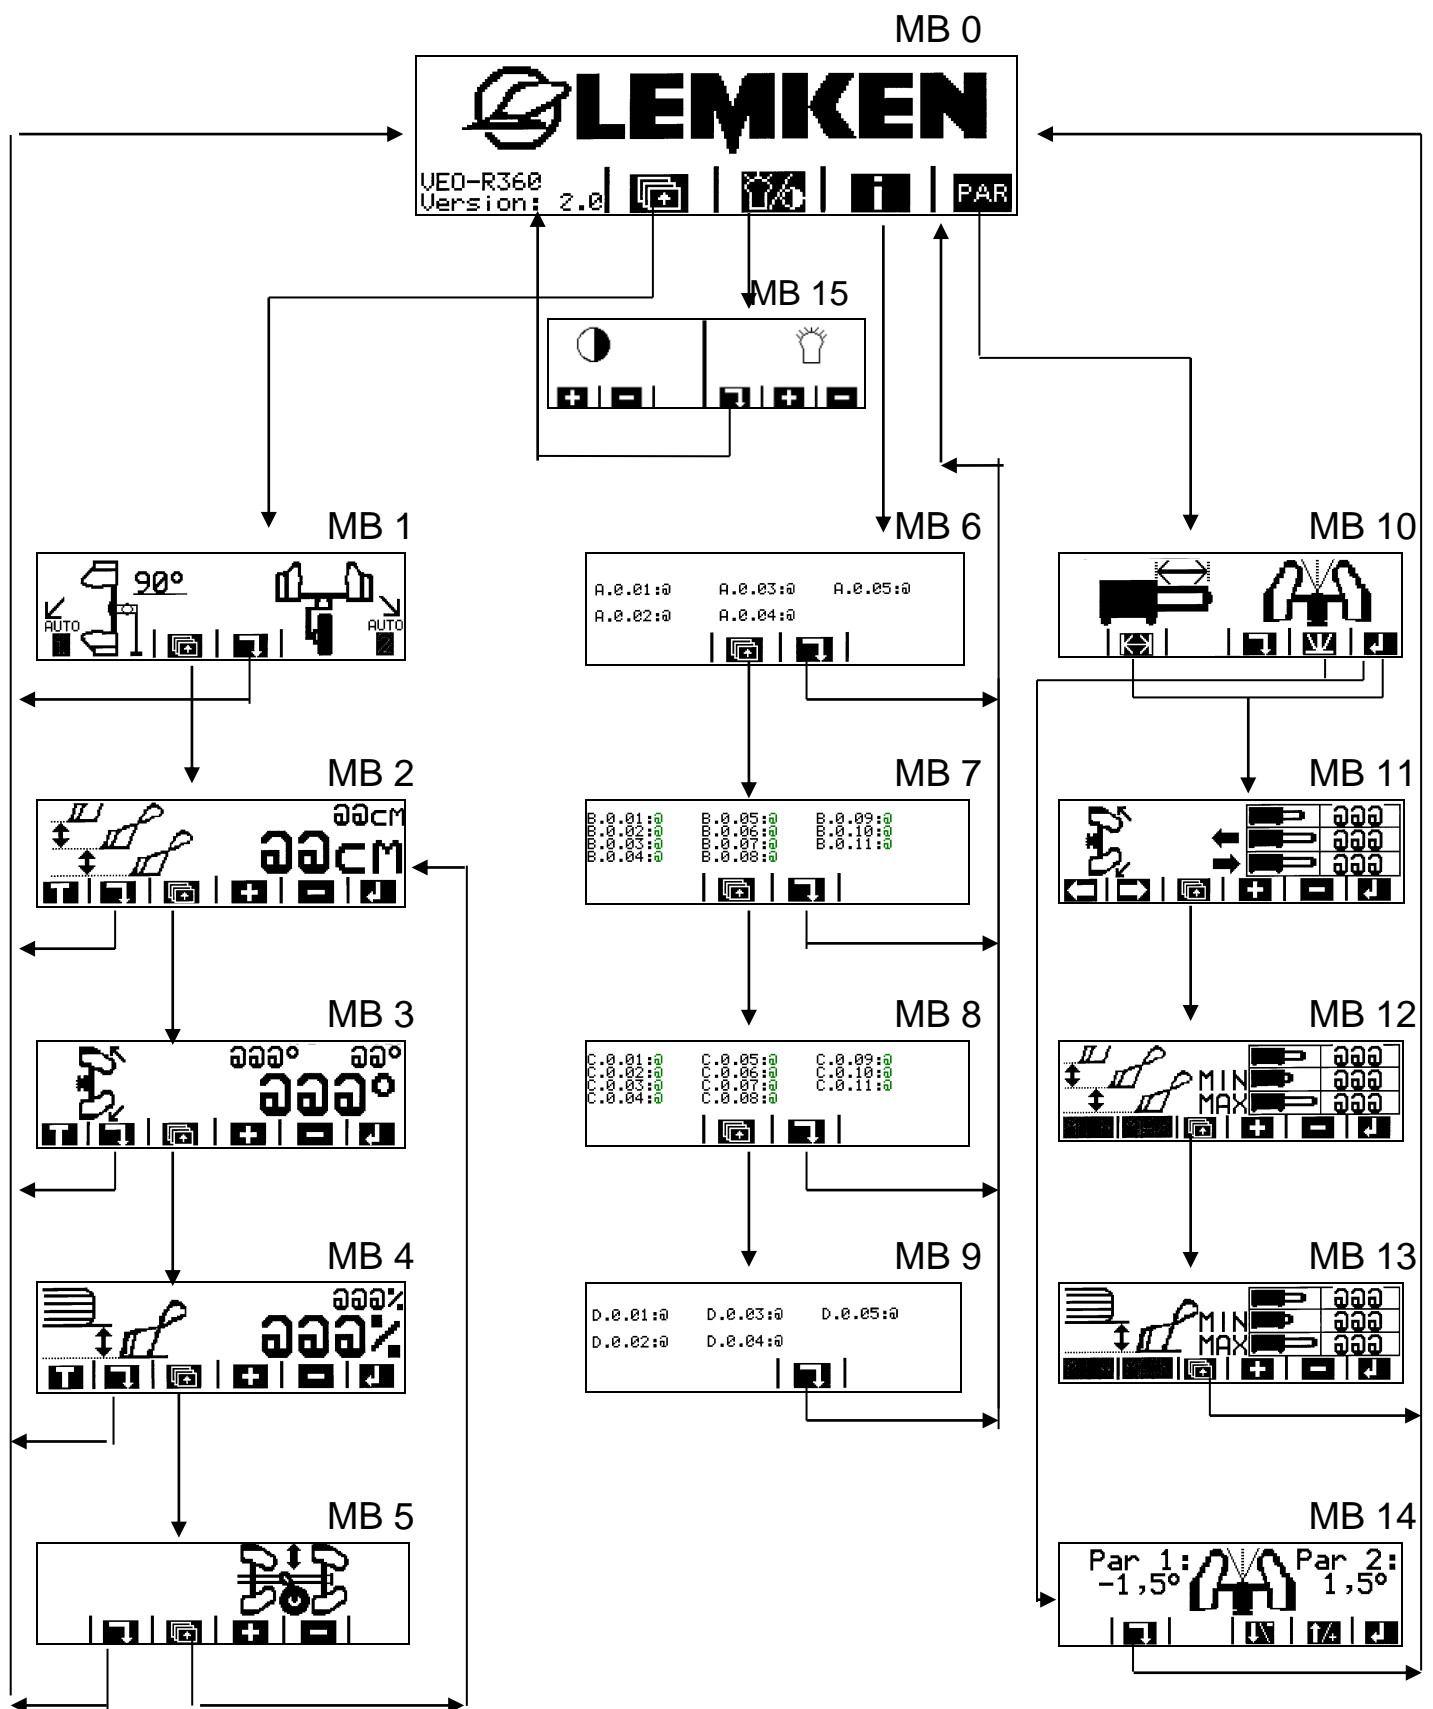 MB 0
LEMKEN
VEO-R360
Version: 2.0
i
PAR
MB 15
MB 1
90°
AUTO
1
AUTO
2
MB 6
A.0.01:@ A.0.03:@ A.0.05:@
A.0.02:@ A.0.04:@
MB 10
MB 2
@@cm
@@cm
T
MB 7
B.0.01:@ B.0.05:@ B.0.09:@
B.0.02:@ B.0.06:@ B.0.10:@
B.0.03:@ B.0.07:@ B.0.11:@
B.0.04:@ B.0.08:@
MB 11
@@@
@@@
@@@
MB 3
@@@° @@°
@@@°
T
MB 8
C.0.01:@ C.0.05:@ C.0.09:@
C.0.02:@ C.0.06:@ C.0.10:@
C.0.03:@ C.0.07:@ C.0.11:@
C.0.04:@ C.0.08:@
MB 12
@@@
MIN @@@
MAX @@@
MB 4
@@@%
@@@%
T
MB 9
D.0.01:@ D.0.03:@ D.0.05:@
D.0.02:@ D.0.04:@
MB 13
@@@
MIN @@@
MAX @@@
MB 5
MB 14
Par 1: Par 2:
-1,5° 1,5°